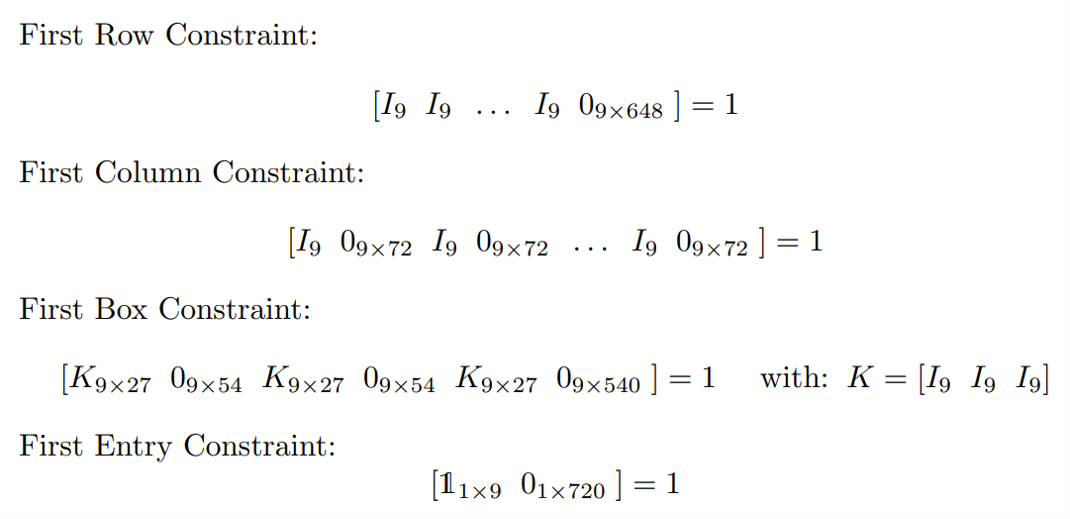 First Row Constraint:
[I₉ I₉ … I₉ 0₉ₓ₆₄₈ ] = 1
First Column Constraint:
[I₉ 0₉ₓ₇₂ I₉ 0₉ₓ₇₂ … I₉ 0₉ₓ₇₂ ] = 1
First Box Constraint:
[K₉ₓ₂₇ 0₉ₓ₅₄ K₉ₓ₂₇ 0₉ₓ₅₄ K₉ₓ₂₇ 0₉ₓ₅₄₀ ] = 1 with: K = [I₉ I₉ I₉]
First Entry Constraint:
[𝟙₁ₓ₉ 0₁ₓ₇₂₀ ] = 1